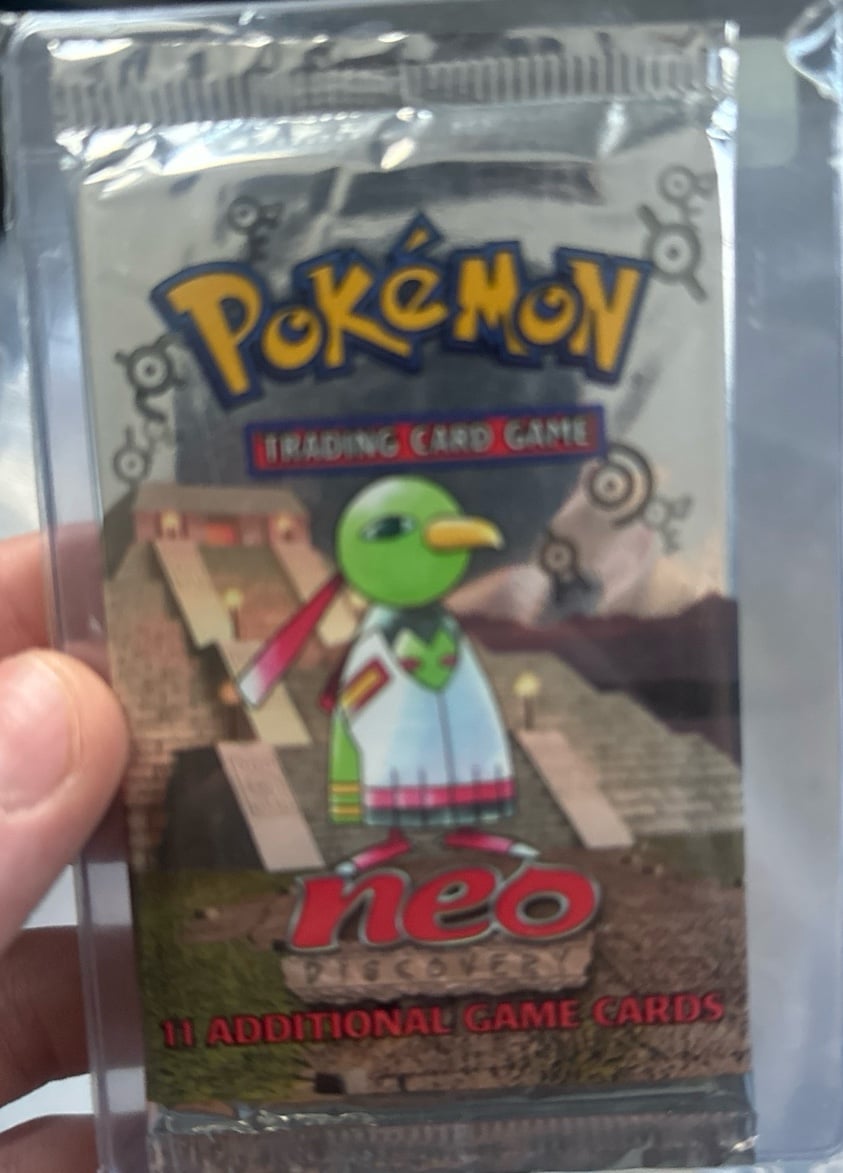 POKéMON
TRADING CARD GAME
neo
DISCOVERY
11 ADDITIONAL GAME CARDS